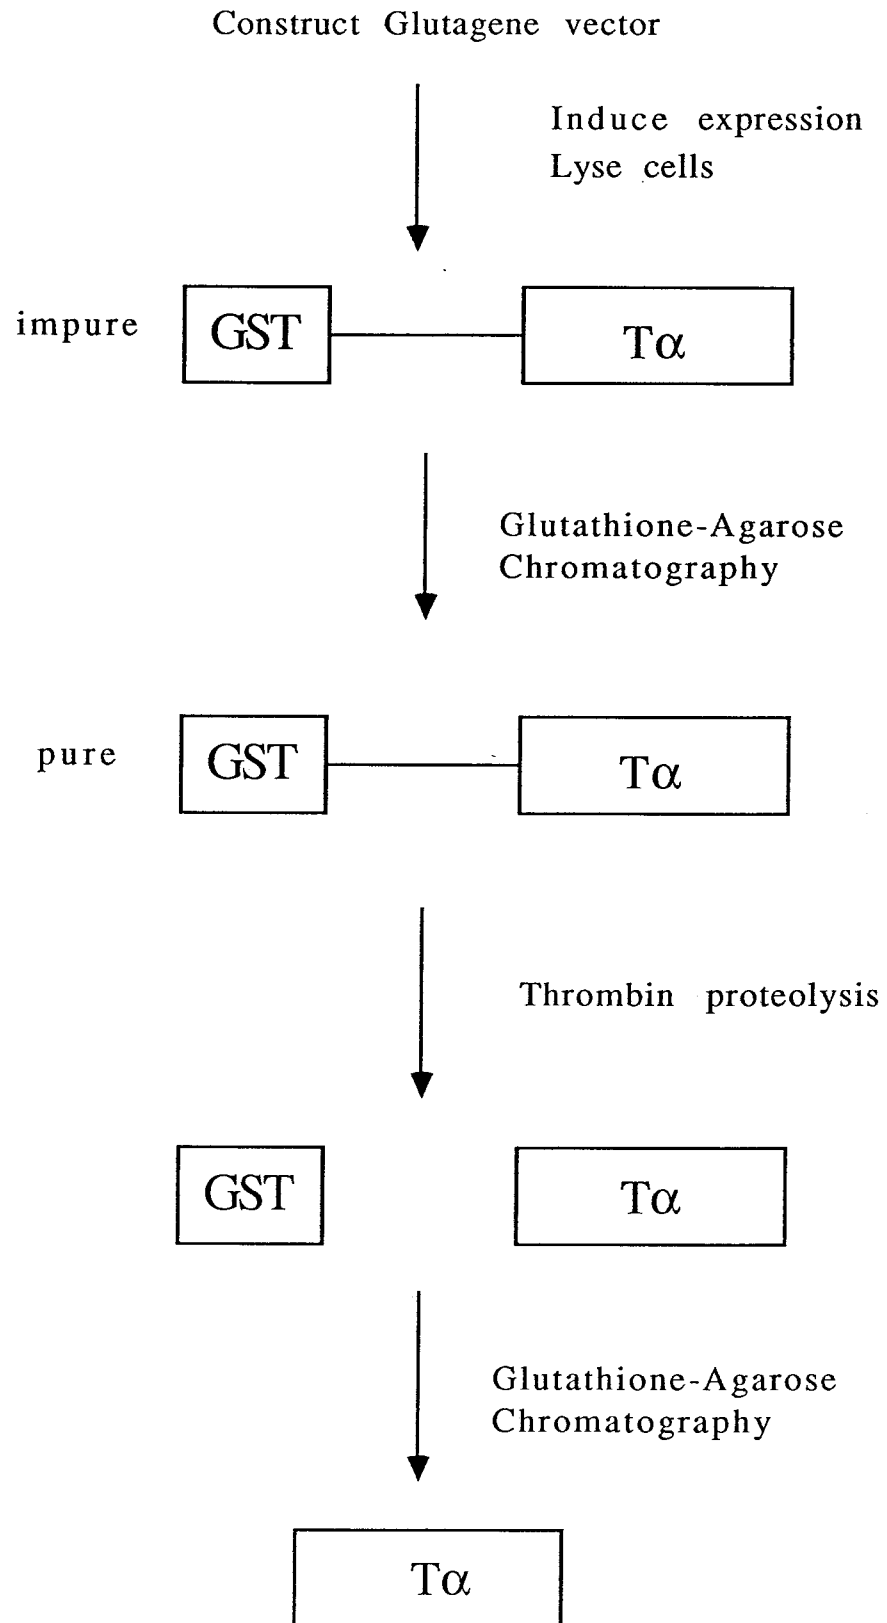 Construct Glutagene vector
Induce expression
Lyse cells
impure
GST
Tα
Glutathione-Agarose
Chromatography
pure
GST
Tα
Thrombin proteolysis
GST
Tα
Glutathione-Agarose
Chromatography
Tα